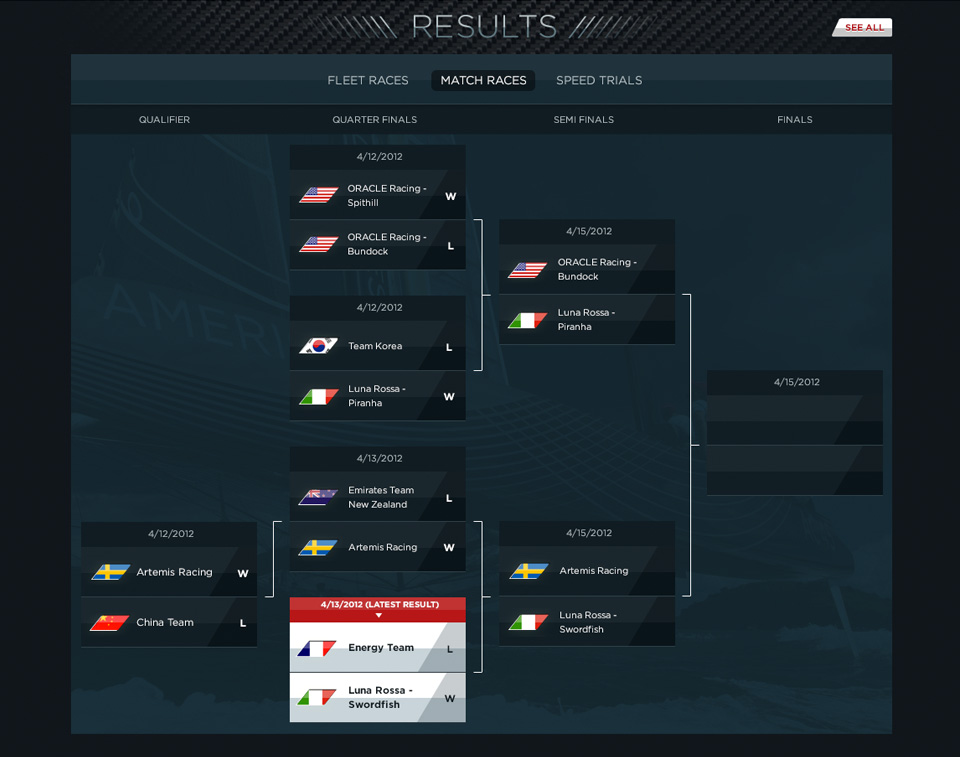 RESULTS
SEE ALL
FLEET RACES
MATCH RACES
SPEED TRIALS
QUALIFIER
QUARTER FINALS
SEMI FINALS
FINALS
4/12/2012
ORACLE Racing -
Spithill
W
ORACLE Racing -
Bundock
L
4/12/2012
Team Korea
L
Luna Rossa -
Piranha
W
4/13/2012
Emirates Team
New Zealand
L
Artemis Racing
W
4/13/2012 (LATEST RESULT)
Energy Team
L
Luna Rossa -
Swordfish
W
4/12/2012
Artemis Racing
W
China Team
L
4/15/2012
ORACLE Racing -
Bundock
Luna Rossa -
Piranha
4/15/2012
Artemis Racing
Luna Rossa -
Swordfish
4/15/2012
AMERI